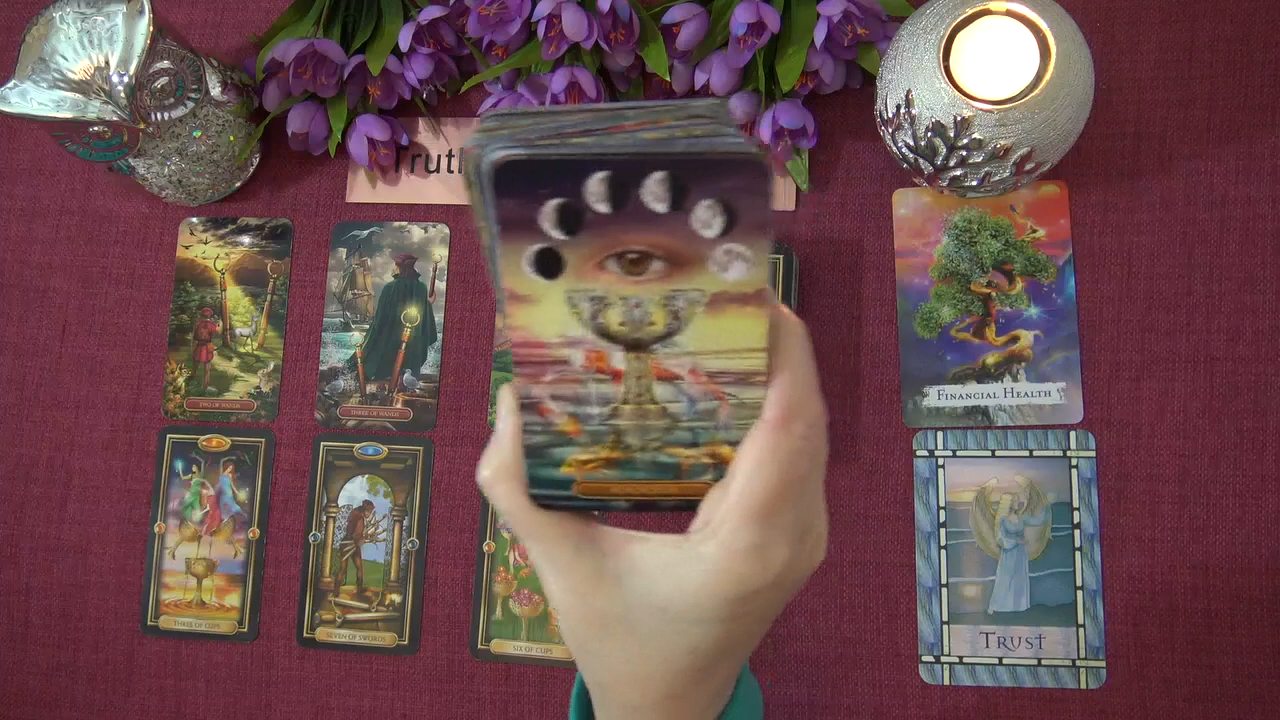 Truth
TWO OF WANDS
THREE OF WANDS
FINANCIAL HEALTH
THREE OF CUPS
SEVEN OF SWORDS
SIX OF CUPS
TRUST